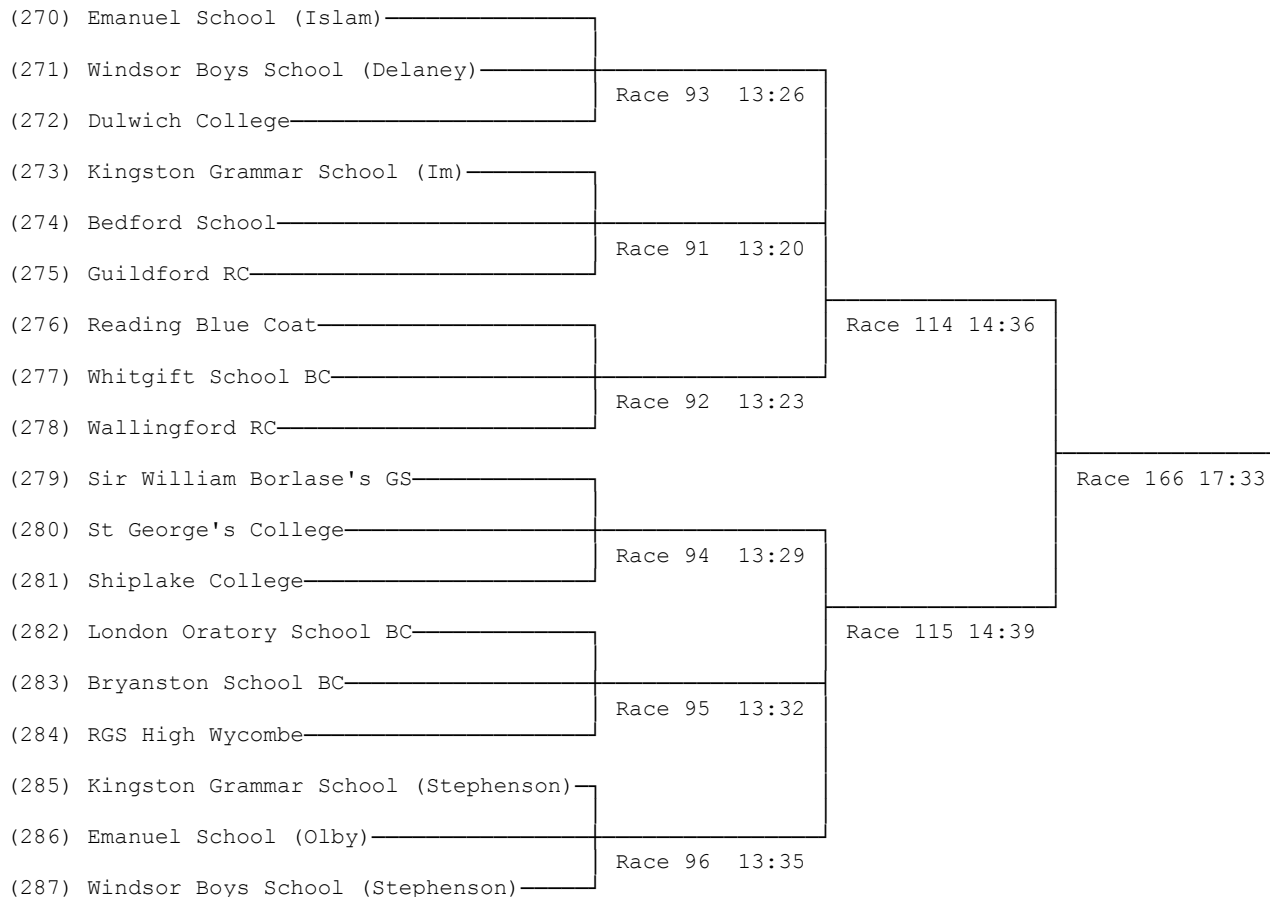 (270) Emanuel School (Islam)
(271) Windsor Boys School (Delaney)
Race 93 13:26
(272) Dulwich College
(273) Kingston Grammar School (Im)
(274) Bedford School
Race 91 13:20
(275) Guildford RC
(276) Reading Blue Coat
Race 114 14:36
(277) Whitgift School BC
Race 92 13:23
(278) Wallingford RC
(279) Sir William Borlase's GS
Race 166 17:33
(280) St George's College
Race 94 13:29
(281) Shiplake College
(282) London Oratory School BC
Race 115 14:39
(283) Bryanston School BC
Race 95 13:32
(284) RGS High Wycombe
(285) Kingston Grammar School (Stephenson)
(286) Emanuel School (Olby)
Race 96 13:35
(287) Windsor Boys School (Stephenson)